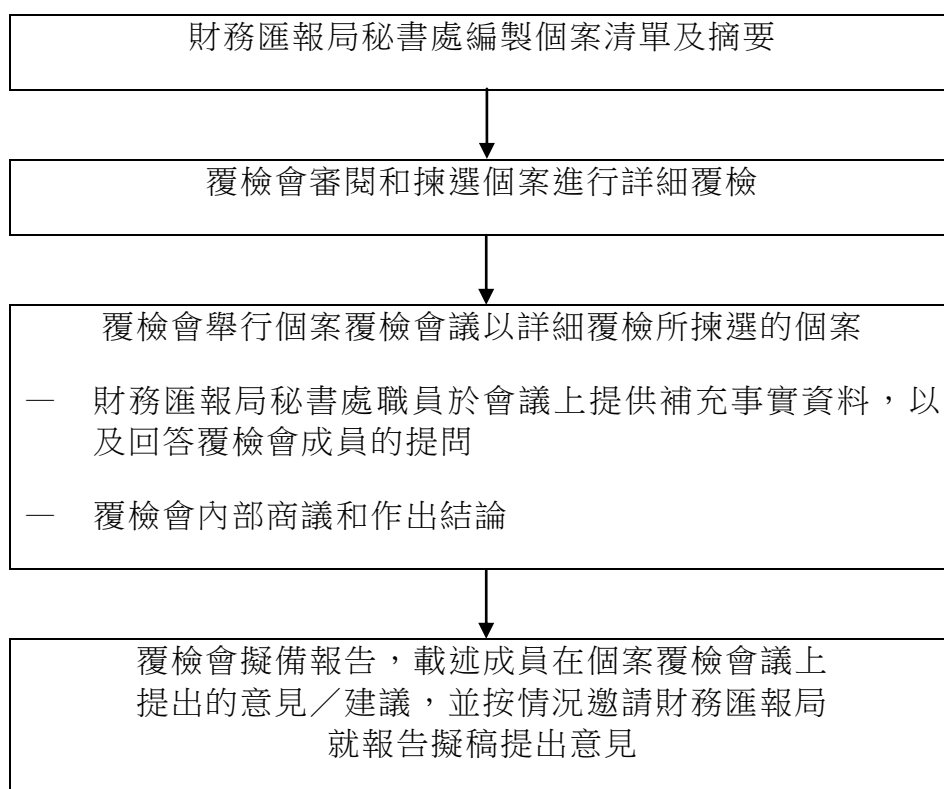 財務匯報局秘書處編製個案清單及摘要
覆檢會審閱和揀選個案進行詳細覆檢
覆檢會舉行個案覆檢會議以詳細覆檢所揀選的個案
— 財務匯報局秘書處職員於會議上提供補充事實資料，以
及回答覆檢會成員的提問
— 覆檢會內部商議和作出結論
覆檢會擬備報告，載述成員在個案覆檢會議上
提出的意見／建議，並按情況邀請財務匯報局
就報告擬稿提出意見